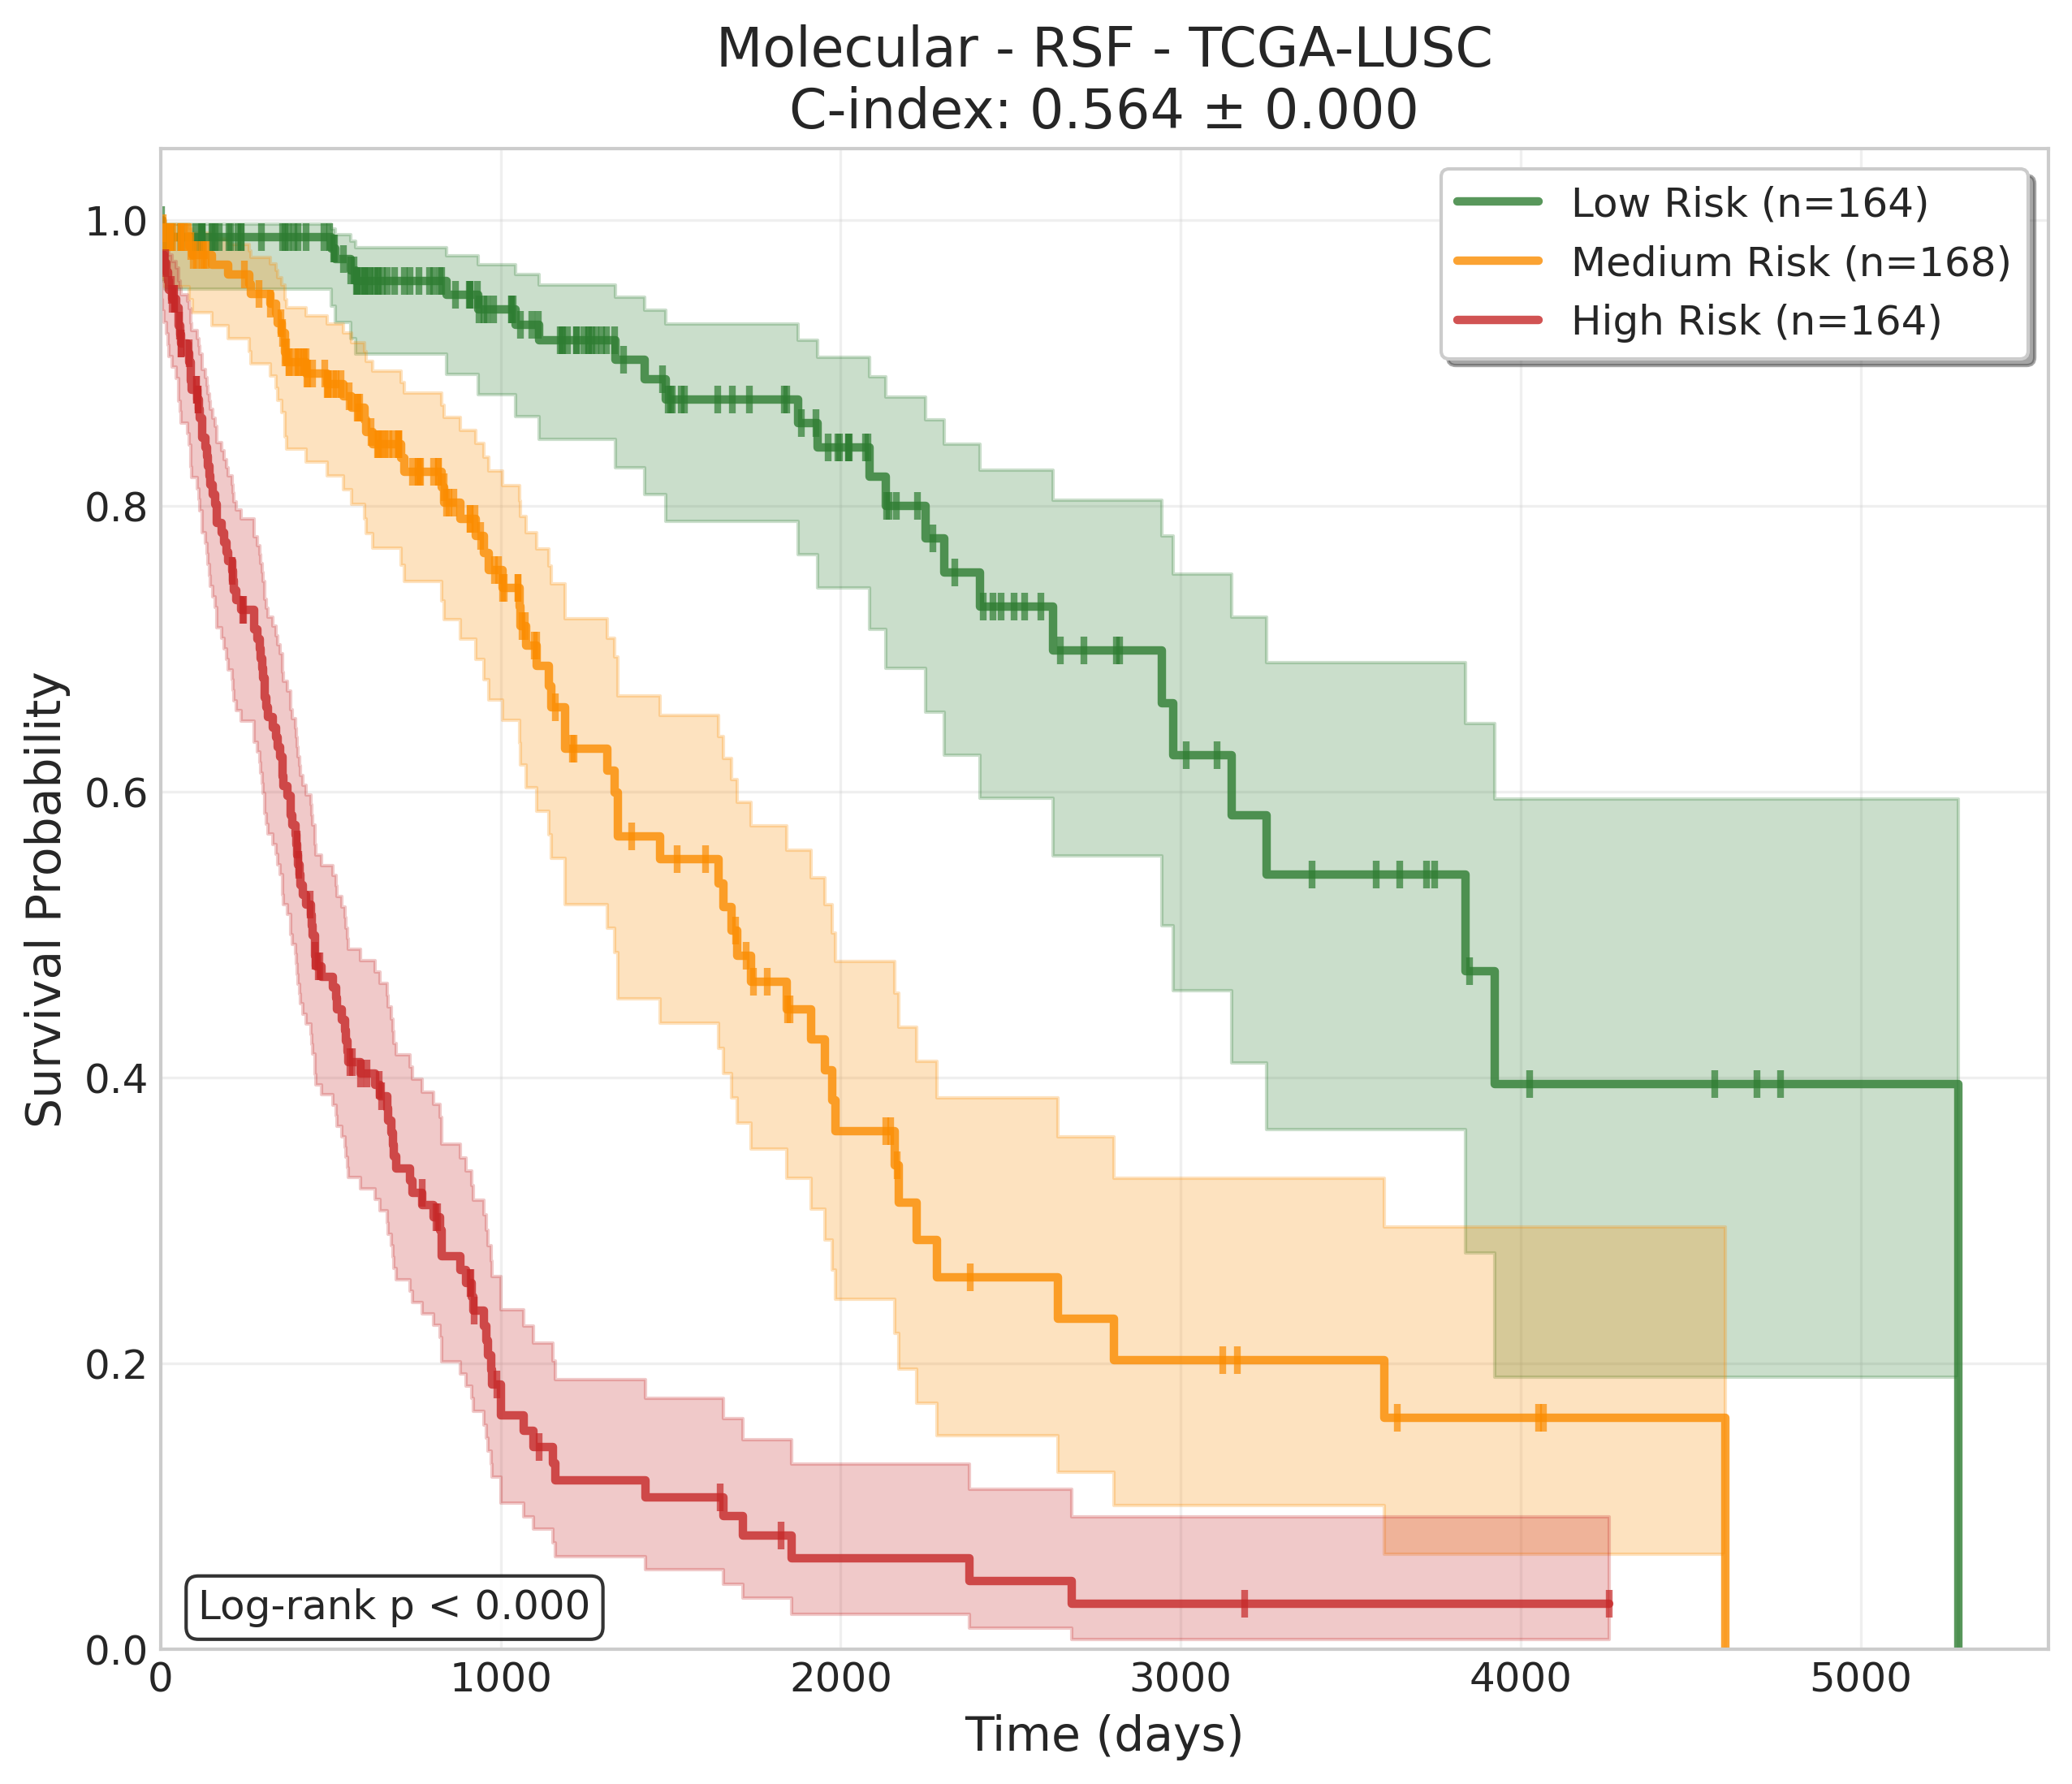 Molecular - RSF - TCGA-LUSC
C-index: 0.564 ± 0.000
Low Risk (n=164)
Medium Risk (n=168)
High Risk (n=164)
Survival Probability
1.0
0.8
0.6
0.4
0.2
0.0
Log-rank p < 0.000
0 1000 2000 3000 4000 5000
Time (days)